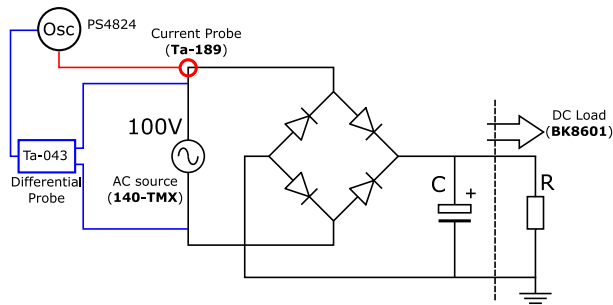 Osc
PS4824
Current Probe
(Ta-189)
100V
Ta-043
Differential
Probe
AC source
(140-TMX)
C
+
R
DC Load
(BK8601)